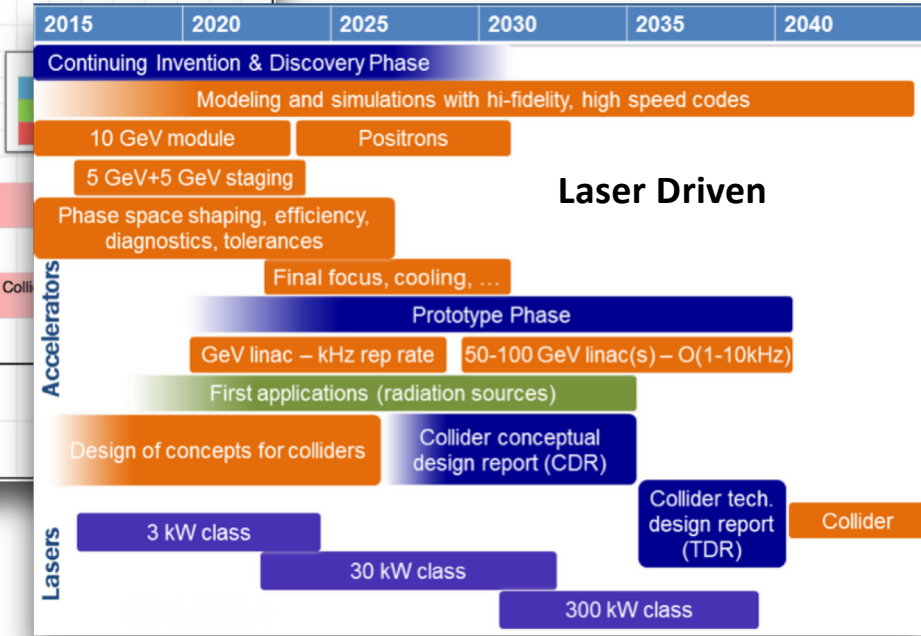 2015 2020 2025 2030 2035 2040
Continuing Invention & Discovery Phase
Modeling and simulations with hi-fidelity, high speed codes
10 GeV module
Positrons
5 GeV+5 GeV staging
Laser Driven
Phase space shaping, efficiency,
diagnostics, tolerances
Final focus, cooling, …
Colli
Accelerators
Prototype Phase
GeV linac – kHz rep rate
50-100 GeV linac(s) – O(1-10kHz)
First applications (radiation sources)
Design of concepts for colliders
Collider conceptual
design report (CDR)
Collider tech.
design report
(TDR)
Collider
Lasers
3 kW class
30 kW class
300 kW class